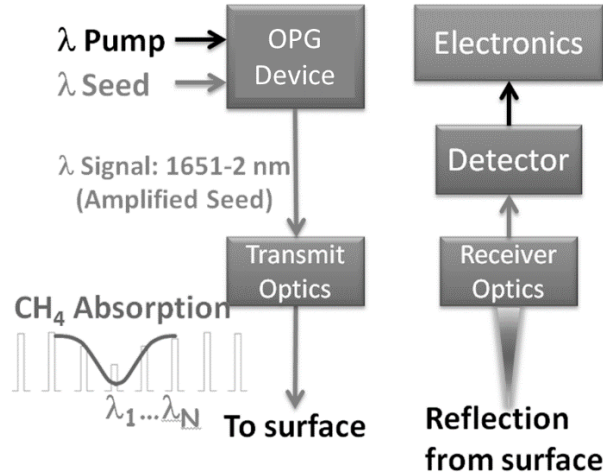 λ Pump
λ Seed
OPG
Device
λ Signal: 1651-2 nm
(Amplified Seed)
Transmit
Optics
CH₄ Absorption
λ₁...λN
To surface
Electronics
Detector
Receiver
Optics
Reflection
from surface